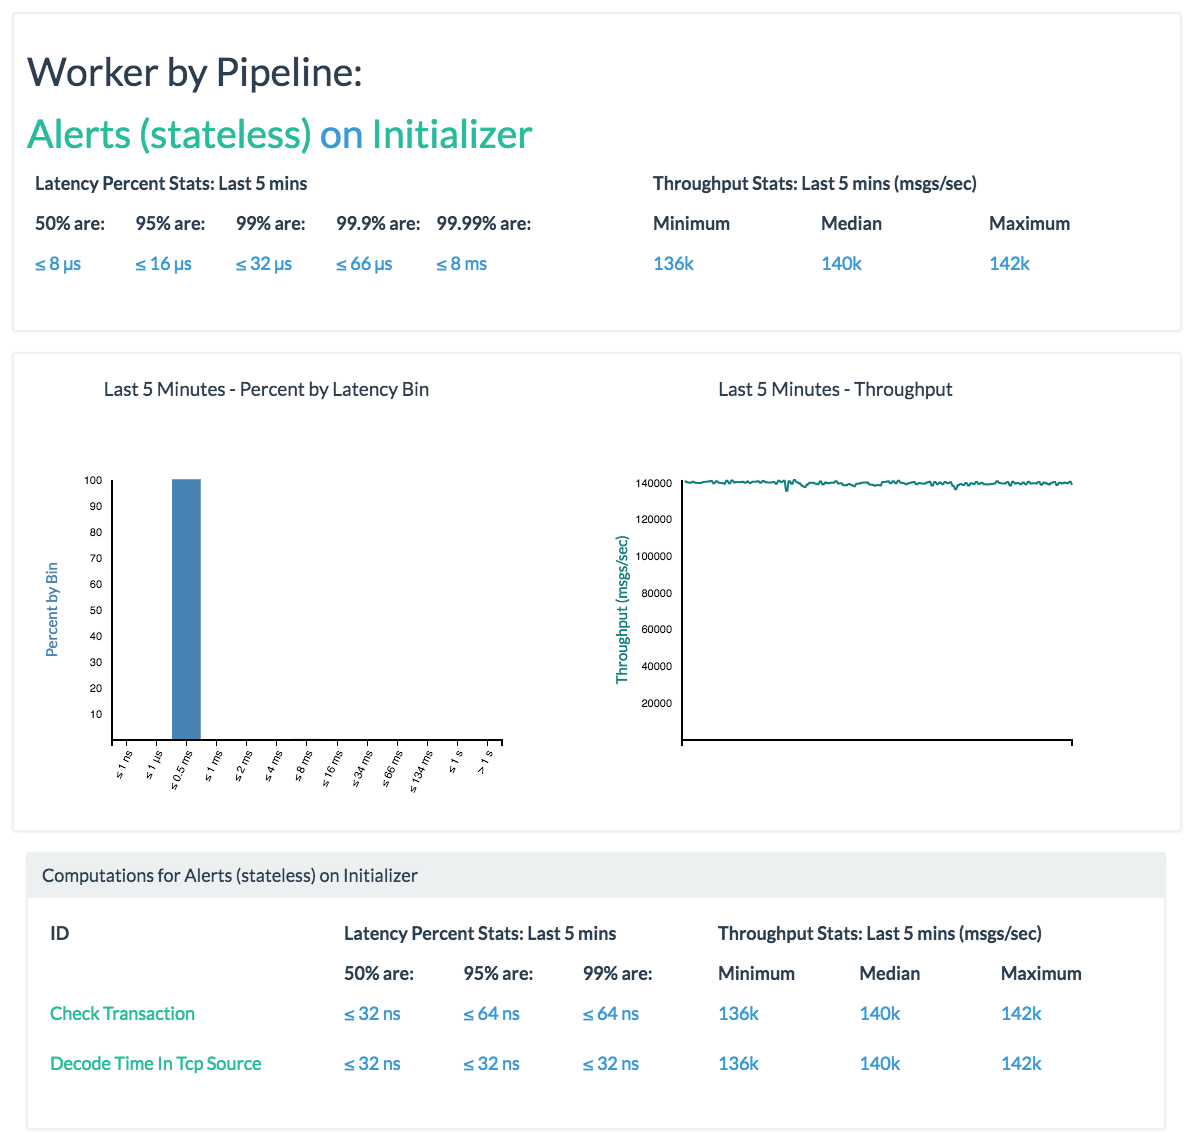 Worker by Pipeline:
Alerts (stateless) on Initializer
Latency Percent Stats: Last 5 mins
50% are: 95% are: 99% are: 99.9% are: 99.99% are:
≤ 8 μs ≤ 16 μs ≤ 32 μs ≤ 66 μs ≤ 8 ms
Throughput Stats: Last 5 mins (msgs/sec)
Minimum Median Maximum
136k 140k 142k
Last 5 Minutes - Percent by Latency Bin
Percent by Bin
100
90
80
70
60
50
40
30
20
10
≤ 1 ns ≤ 1 μs ≤ 0.5 ms ≤ 1 ms ≤ 2 ms ≤ 4 ms ≤ 8 ms ≤ 16 ms ≤ 34 ms ≤ 66 ms ≤ 134 ms ≤ 1 s > 1 s
Last 5 Minutes - Throughput
Throughput (msgs/sec)
140000
120000
100000
80000
60000
40000
20000
Computations for Alerts (stateless) on Initializer
ID Latency Percent Stats: Last 5 mins Throughput Stats: Last 5 mins (msgs/sec)
50% are: 95% are: 99% are: Minimum Median Maximum
Check Transaction ≤ 32 ns ≤ 64 ns ≤ 64 ns 136k 140k 142k
Decode Time In Tcp Source ≤ 32 ns ≤ 32 ns ≤ 32 ns 136k 140k 142k